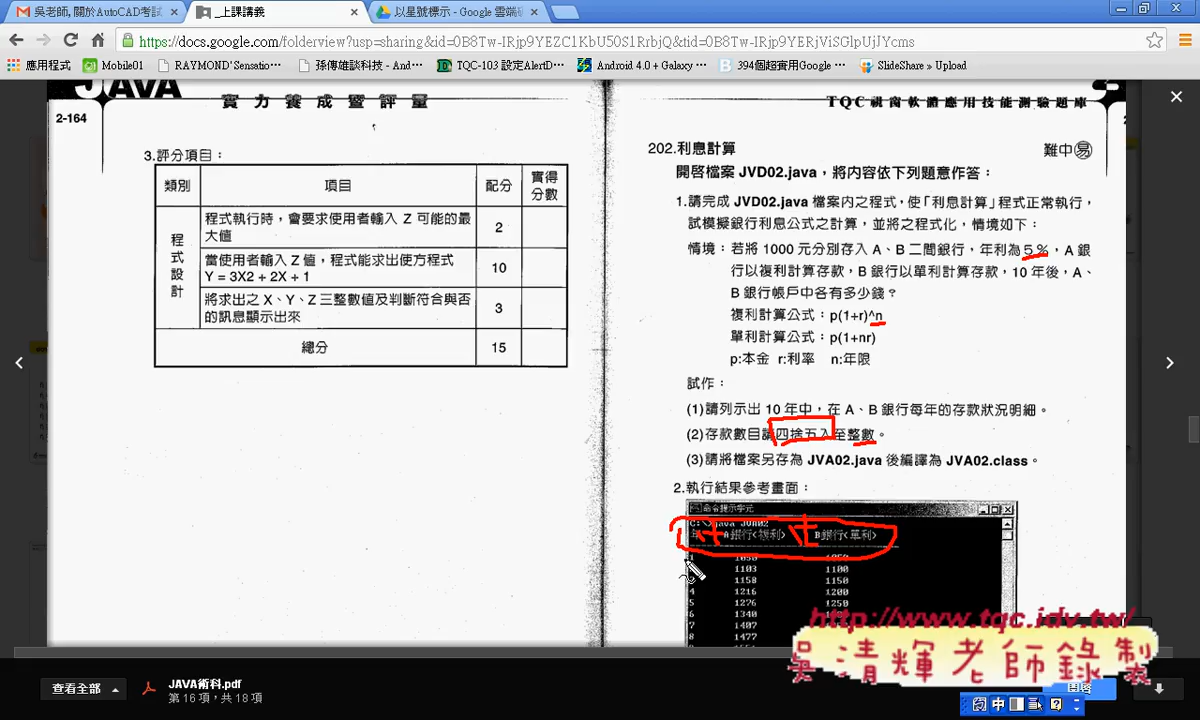 吳老師, 關於AutoCAD考試
_上課講義
以星號標示 - Google 雲端硬
https://docs.google.com/folderview?usp=sharing&id=0B8Tw-IRjp9YEZC1KbU50S1RrbjQ&tid=0B8Tw-IRjp9YERjViSGlpUjJYcms
應用程式
Mobile01
RAYMOND'Sensatio…
孫傳雄談科技 - And…
TQC-103 設定AlertD…
Android 4.0 + Galaxy …
394個超實用Google …
SlideShare » Upload
JAVA
實力養成暨評量
2-164
3.評分項目：
類別 項目 配分 實得分數
程式設計
程式執行時，會要求使用者輸入 Z 可能的最
大值 2
當使用者輸入 Z 值，程式能求出使方程式
Y = 3X2 + 2X + 1 10
將求出之 X、Y、Z 三整數值及判斷符合與否
的訊息顯示出來 3
總分 15
TQC 視窗軟體應用技能測驗題庫
202.利息計算 難中易
開啓檔案 JVD02.java，將內容依下列題意作答：
1.請完成 JVD02.java 檔案內之程式，使「利息計算」程式正常執行，
試模擬銀行利息公式之計算，並將之程式化，情境如下：
情境：若將 1000 元分別存入 A、B 二間銀行，年利為 5%，A 銀
行以複利計算存款，B 銀行以單利計算存款，10 年後，A、
B 銀行帳戶中各有多少錢？
複利計算公式：p(1+r)^n
單利計算公式：p(1+nr)
p:本金 r:利率 n:年限
試作：
(1)請列示出 10 年中，在 A、B 銀行每年的存款狀況明細。
(2)存款數目請四捨五入至整數。
(3)請將檔案另存為 JVA02.java 後編譯為 JVA02.class。
2.執行結果參考畫面：
命令提示字元
C:\>java JVA02
年 A銀行<複利> B銀行<單利>
1 1050 1050
1103 1100
1158 1150
4 1216 1200
5 1276 1250
6 1340
7 1407
8 1477
http://www.tqc.idv.tw/
吳清輝老師錄製
查看全部
JAVA術科.pdf
第 16 項，共 18 項
開啓
中